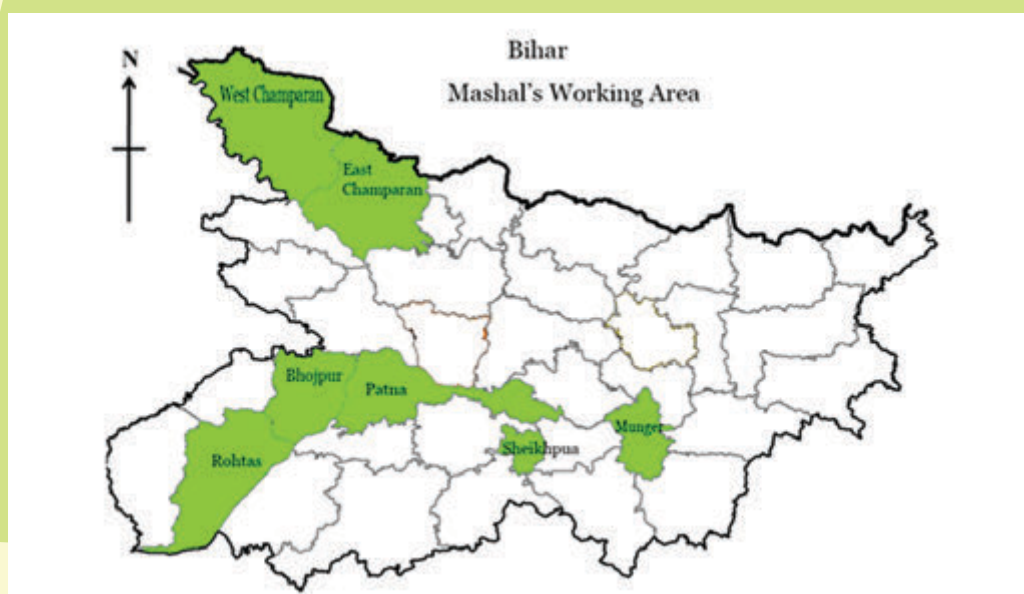 Bihar
Mashal's Working Area
N
West Champaran
East
Champaran
Bhojpur
Patna
Munger
Sheikhpua
Rohtas